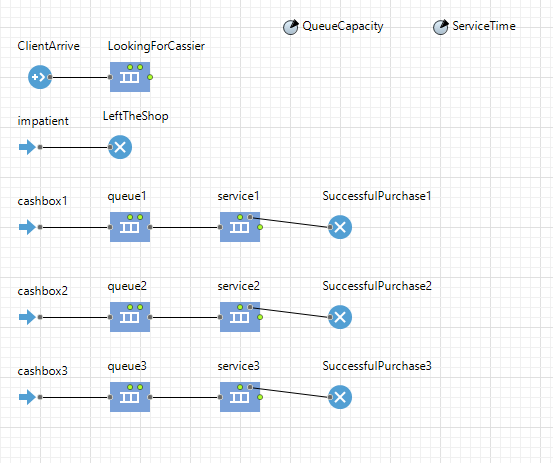 QueueCapacity
ServiceTime
ClientArrive
LookingForCassier
impatient
LeftTheShop
cashbox1
queue1
service1
SuccessfulPurchase1
cashbox2
queue2
service2
SuccessfulPurchase2
cashbox3
queue3
service3
SuccessfulPurchase3